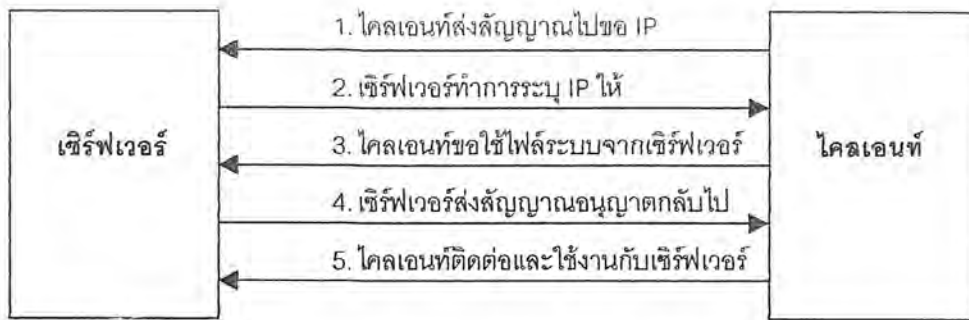 1. ไคลเอนท์ส่งสัญญาณไปขอ IP
2. เซิร์ฟเวอร์ทำการระบุ IP ให้
เซิร์ฟเวอร์
3. ไคลเอนท์ขอใช้ไฟล์ระบบจากเซิร์ฟเวอร์
ไคลเอนท์
4. เซิร์ฟเวอร์ส่งสัญญาณอนุญาตกลับไป
5. ไคลเอนท์ติดต่อและใช้งานกับเซิร์ฟเวอร์